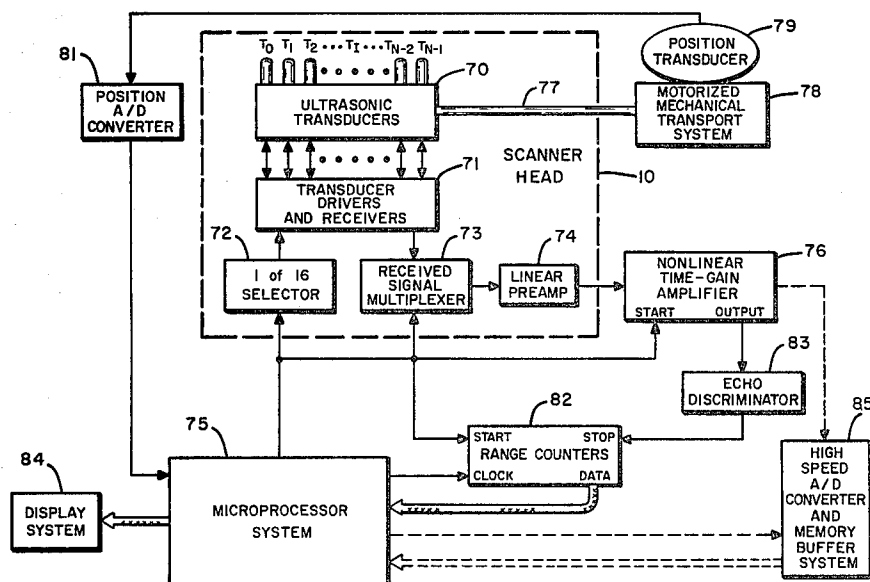 81
POSITION
A/D
CONVERTER
T0 T1 T2 ••• TI ••• TN-2 TN-1
70
ULTRASONIC
TRANSDUCERS
77
79
POSITION
TRANSDUCER
MOTORIZED
MECHANICAL
TRANSPORT
SYSTEM
78
71
TRANSDUCER
DRIVERS
AND RECEIVERS
SCANNER
HEAD
10
72
1 of 16
SELECTOR
73
RECEIVED
SIGNAL
MULTIPLEXER
74
LINEAR
PREAMP
76
NONLINEAR
TIME-GAIN
AMPLIFIER
START OUTPUT
83
ECHO
DISCRIMINATOR
82
START STOP
RANGE COUNTERS
CLOCK DATA
85
HIGH
SPEED
A/D
CONVERTER
AND
MEMORY
BUFFER
SYSTEM
75
MICROPROCESSOR
SYSTEM
84
DISPLAY
SYSTEM